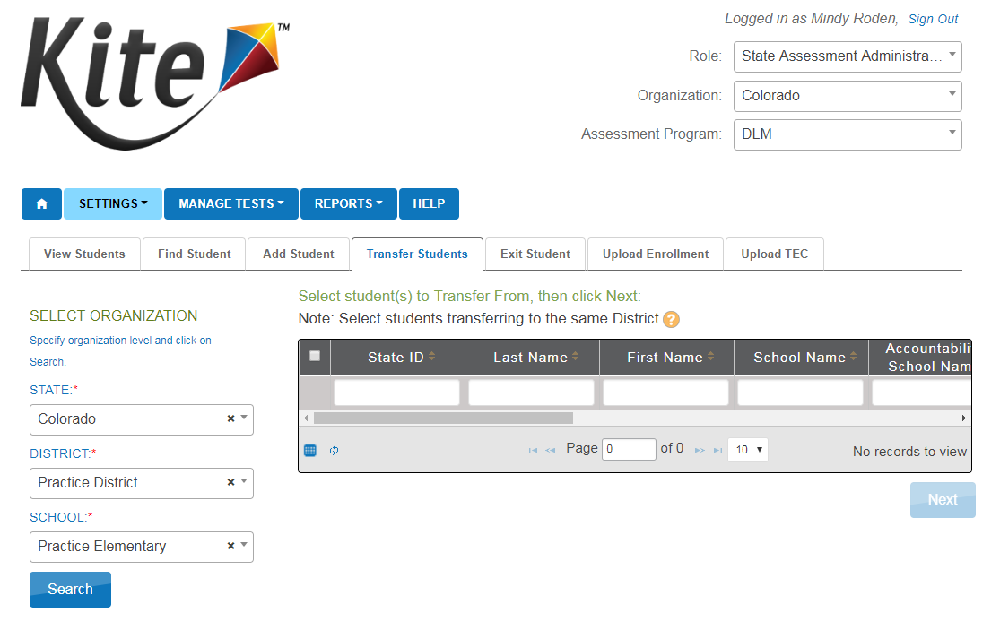 Kite™
Logged in as Mindy Roden, Sign Out
Role: State Assessment Administra...
Organization: Colorado
Assessment Program: DLM
SETTINGS MANAGE TESTS REPORTS HELP
View Students Find Student Add Student Transfer Students Exit Student Upload Enrollment Upload TEC
SELECT ORGANIZATION
Specify organization level and click on
Search.
STATE:*
Colorado ×
DISTRICT:*
Practice District ×
SCHOOL:*
Practice Elementary ×
Search
Select student(s) to Transfer From, then click Next:
Note: Select students transferring to the same District ?
State ID Last Name First Name School Name Accountabili
School Nam
Page 0 of 0 10 No records to view
Next